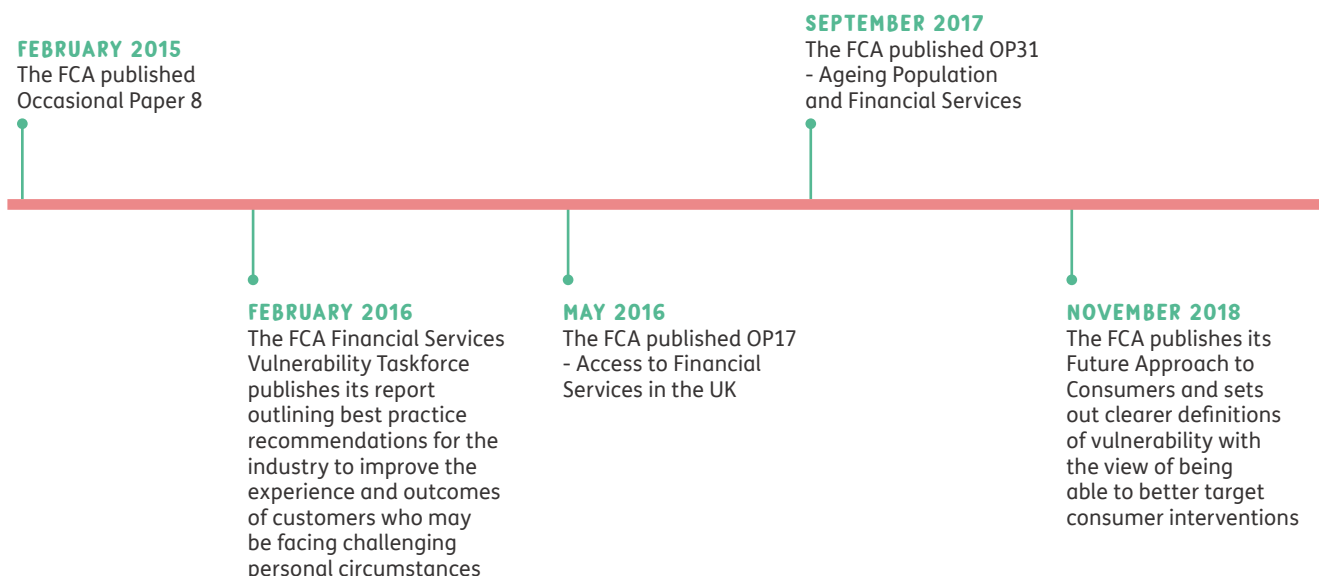 FEBRUARY 2015
The FCA published
Occasional Paper 8
FEBRUARY 2016
The FCA Financial Services
Vulnerability Taskforce
publishes its report
outlining best practice
recommendations for the
industry to improve the
experience and outcomes
of customers who may
be facing challenging
personal circumstances
MAY 2016
The FCA published OP17
- Access to Financial
Services in the UK
SEPTEMBER 2017
The FCA published OP31
- Ageing Population
and Financial Services
NOVEMBER 2018
The FCA publishes its
Future Approach to
Consumers and sets
out clearer definitions
of vulnerability with
the view of being
able to better target
consumer interventions